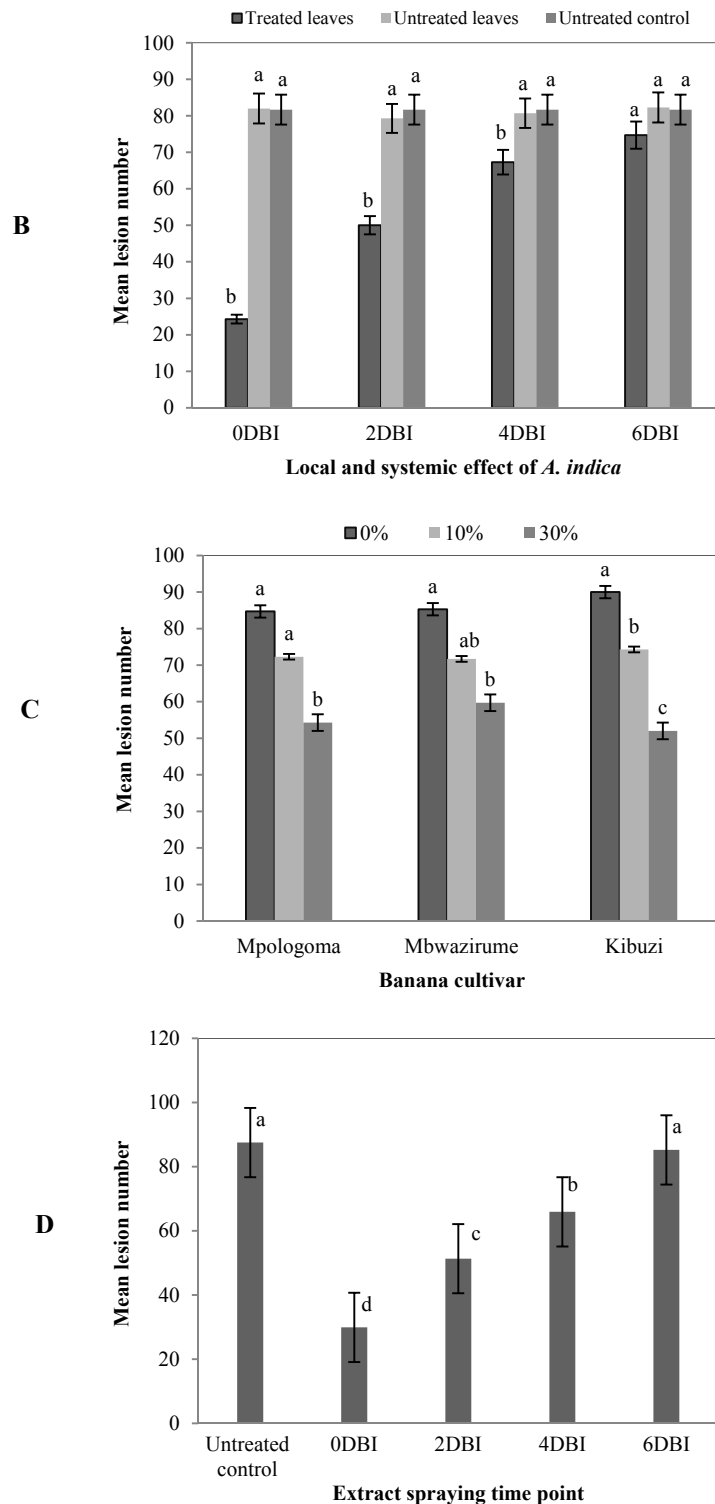 Treated leaves Untreated leaves Untreated control
100
90
80
70
60
50
40
30
20
10
0
Mean lesion number
B
a a a a a a a a a
b b b
0DBI 2DBI 4DBI 6DBI
Local and systemic effect of A. indica
0% 10% 30%
100
90
80
70
60
50
40
30
20
10
0
Mean lesion number
C
a a b
a ab b
a b c
Mpologoma Mbwazirume Kibuzi
Banana cultivar
120
100
80
60
40
20
0
Mean lesion number
D
a d c b a
Untreated control 0DBI 2DBI 4DBI 6DBI
Extract spraying time point